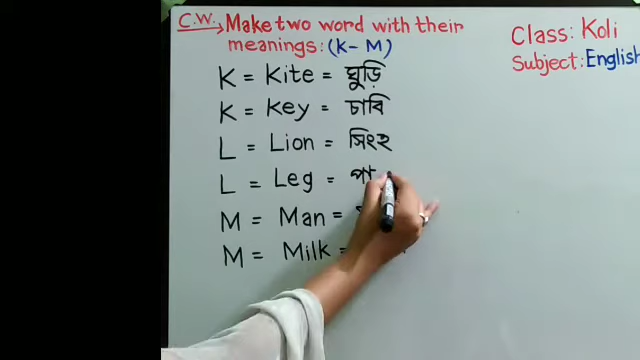 C.W. → Make two word with their
meanings: (K- M)
Class: Koli
Subject: English
K = Kite = ঘুড়ি
K = Key = চাবি
L = Lion = সিংহ
L = Leg = পা
M = Man =
M = Milk =